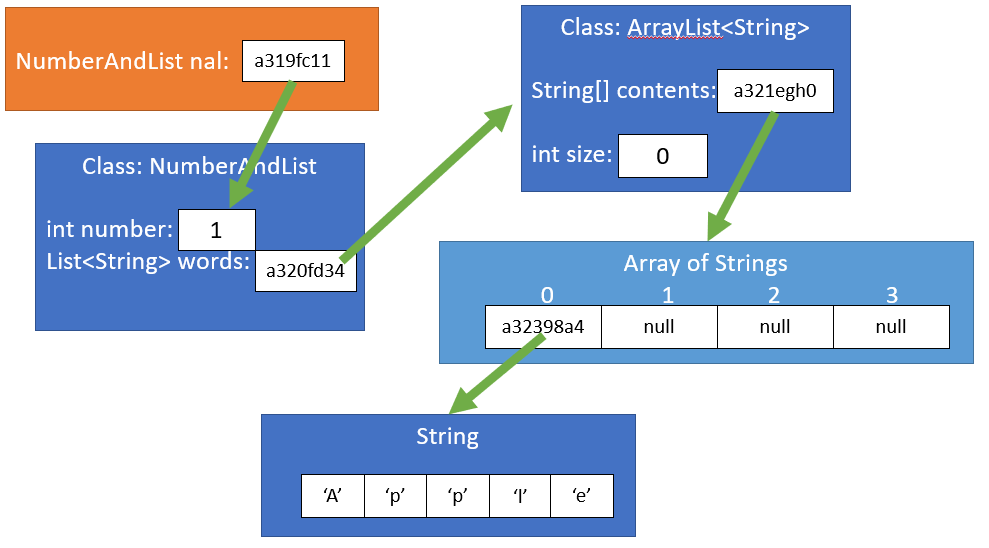 NumberAndList nal: a319fc11
Class: NumberAndList
int number: 1
List<String> words: a320fd34
Class: ArrayList<String>
String[] contents: a321egh0
int size: 0
Array of Strings
0 1 2 3
a32398a4 null null null
String
‘A’ ‘p’ ‘p’ ‘l’ ‘e’